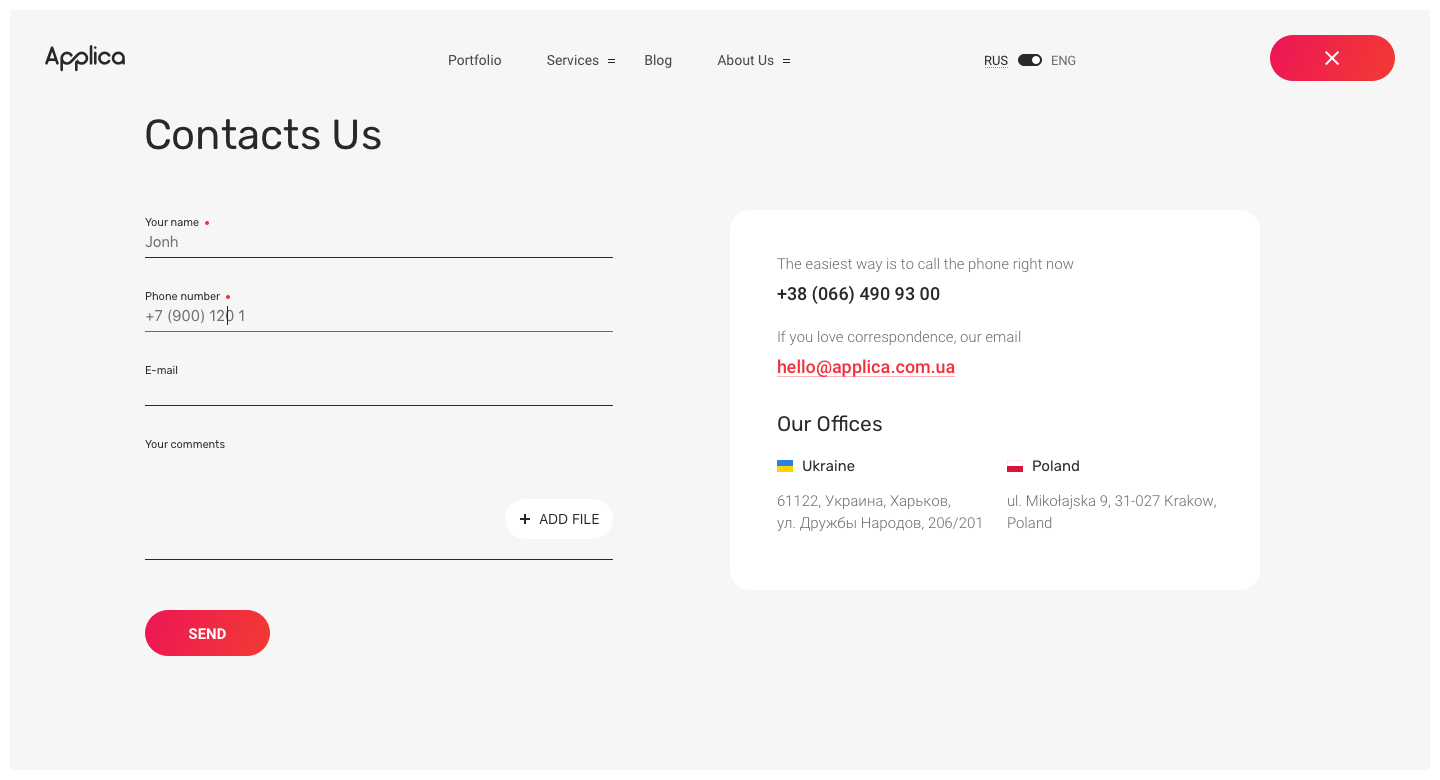 Applica
Portfolio Services Blog About Us RUS ENG
Contacts Us
Your name
Jonh
Phone number
+7 (900) 120 1
E-mail
Your comments
+ ADD FILE
SEND
The easiest way is to call the phone right now
+38 (066) 490 93 00
If you love correspondence, our email
hello@applica.com.ua
Our Offices
Ukraine
61122, Украина, Харьков,
ул. Дружбы Народов, 206/201
Poland
ul. Mikołajska 9, 31-027 Krakow,
Poland